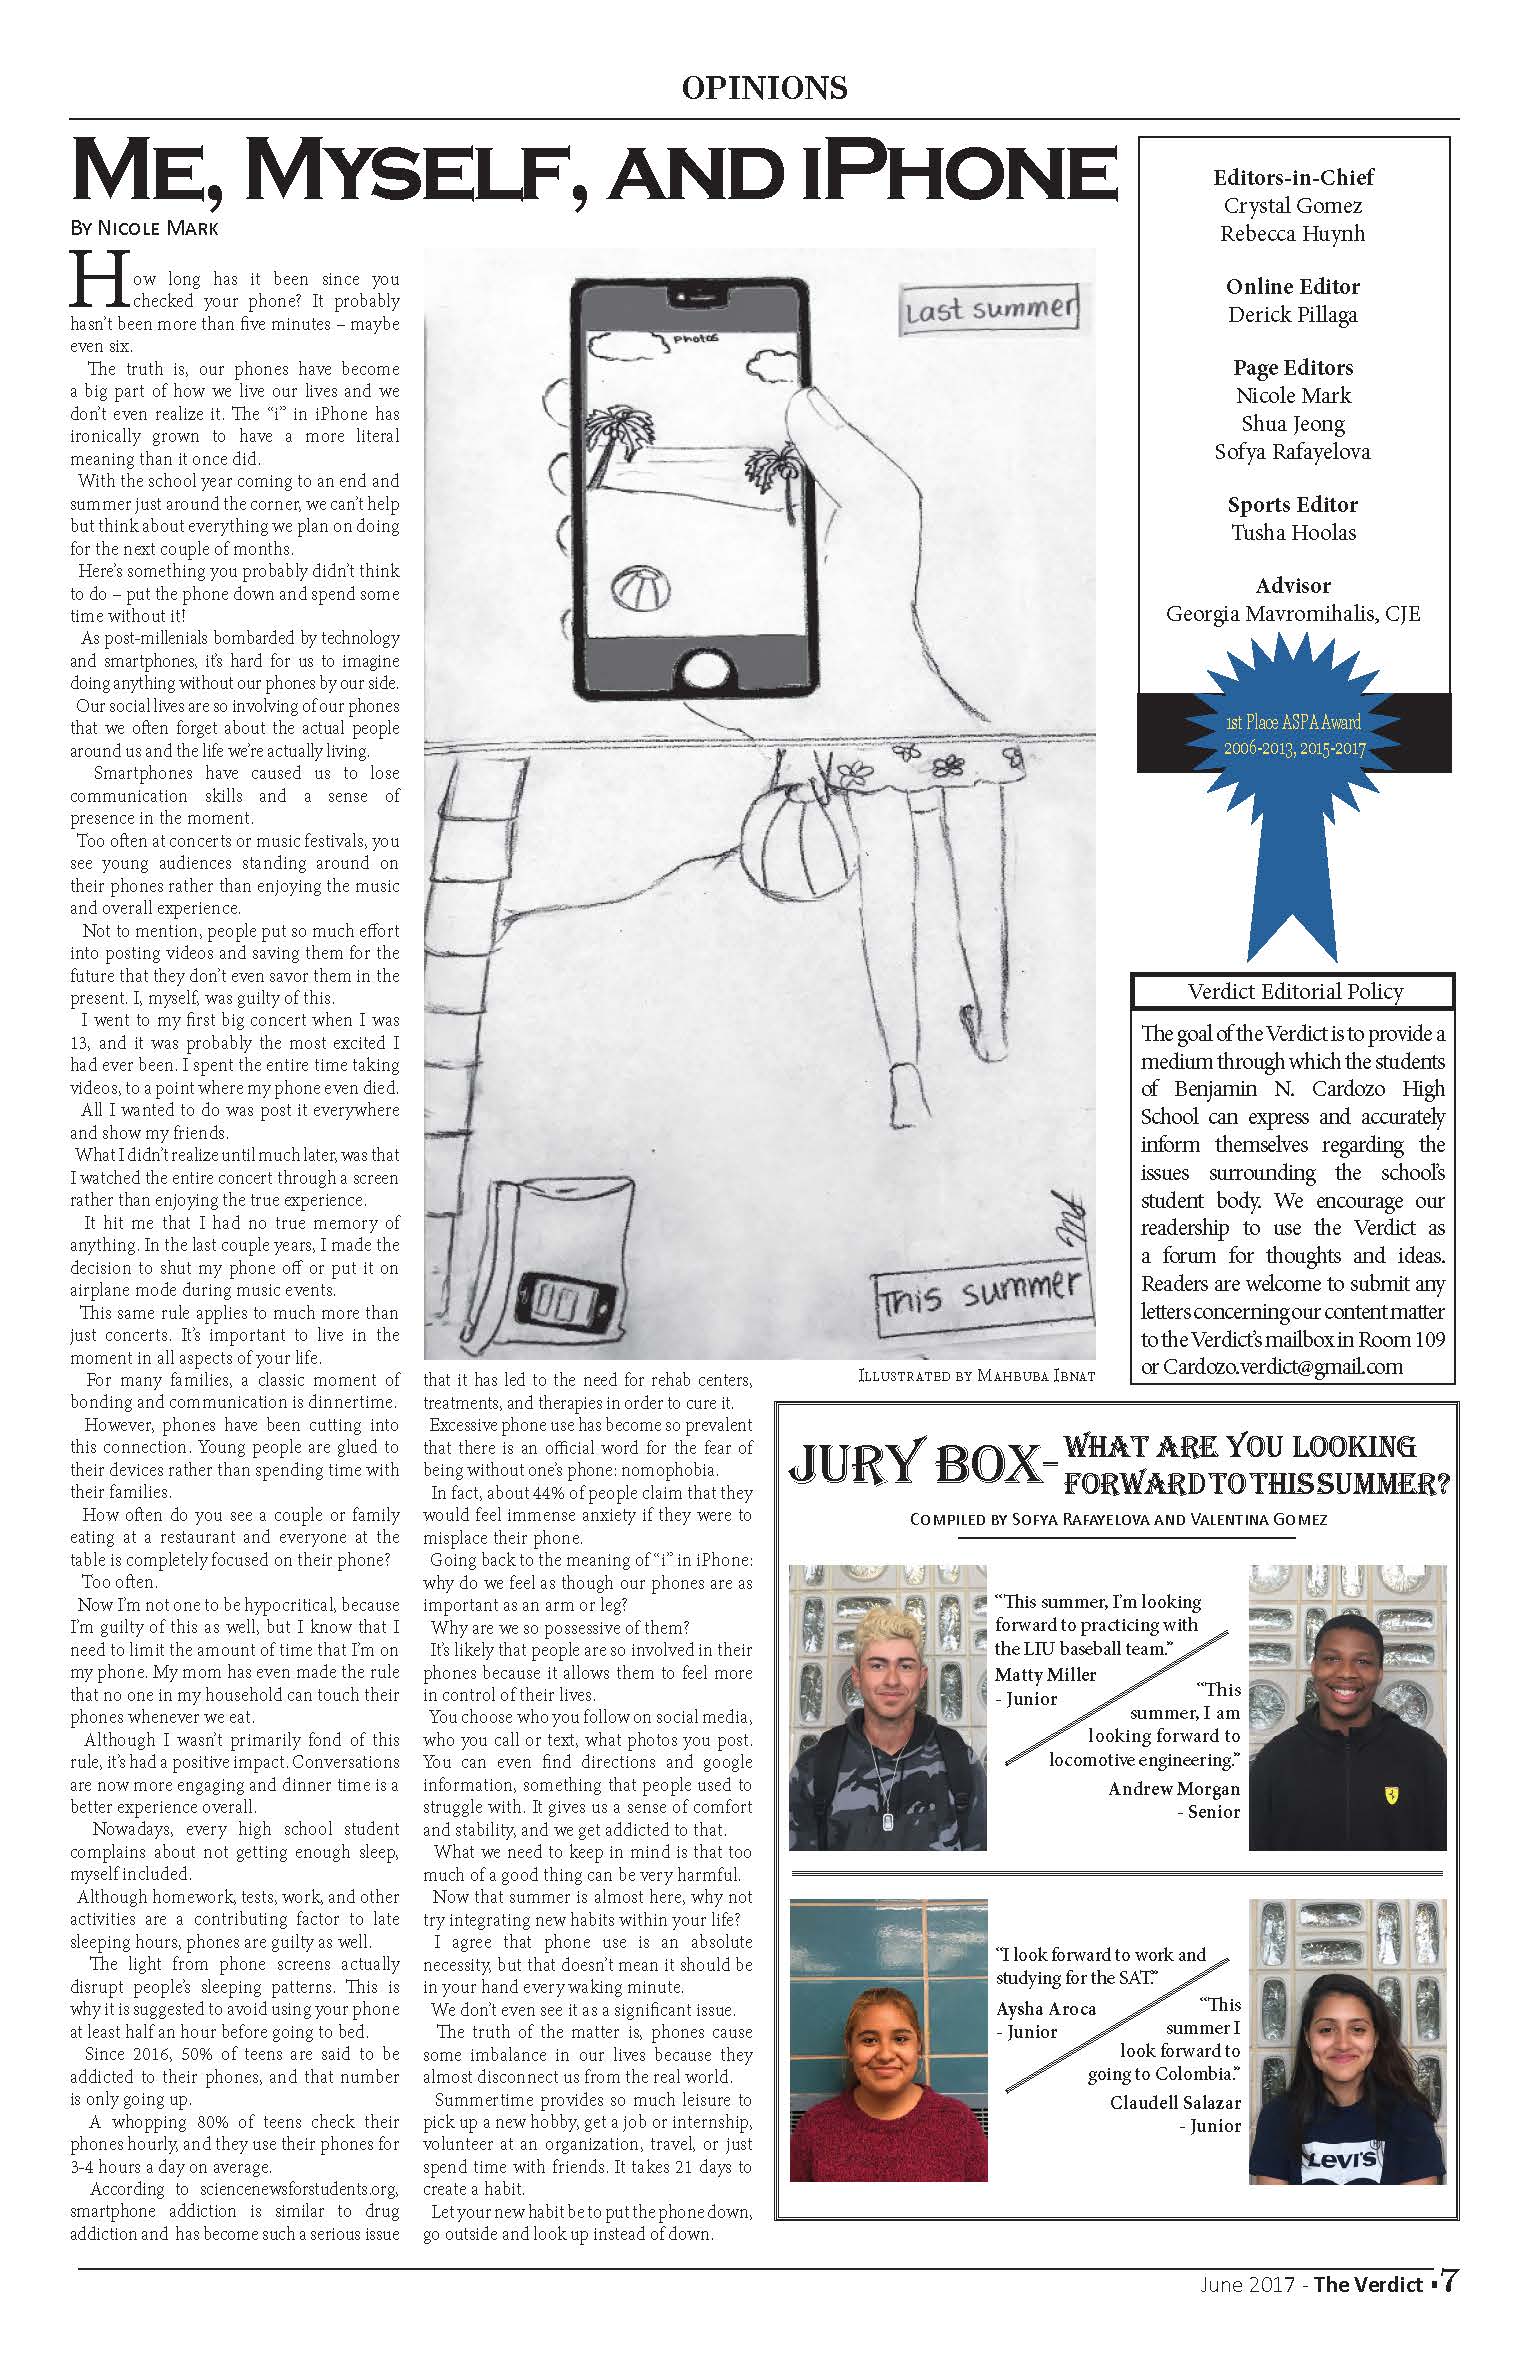 OPINIONS
ME, MYSELF, AND IPHONE
BY NICOLE MARK
How long has it been since you
checked your phone? It probably
hasn't been more than five minutes – maybe
even six.
The truth is, our phones have become
a big part of how we live our lives and we
don't even realize it. The “i” in iPhone has
ironically grown to have a more literal
meaning than it once did.
With the school year coming to an end and
summer just around the corner, we can't help
but think about everything we plan on doing
for the next couple of months.
Here's something you probably didn't think
to do – put the phone down and spend some
time without it!
As post-millenials bombarded by technology
and smartphones, it's hard for us to imagine
doing anything without our phones by our side.
Our social lives are so involving of our phones
that we often forget about the actual people
around us and the life we're actually living.
Smartphones have caused us to lose
communication skills and a sense of
presence in the moment.
Too often at concerts or music festivals, you
see young audiences standing around on
their phones rather than enjoying the music
and overall experience.
Not to mention, people put so much effort
into posting videos and saving them for the
future that they don't even savor them in the
present. I, myself, was guilty of this.
I went to my first big concert when I was
13, and it was probably the most excited I
had ever been. I spent the entire time taking
videos, to a point where my phone even died.
All I wanted to do was post it everywhere
and show my friends.
What I didn't realize until much later, was that
I watched the entire concert through a screen
rather than enjoying the true experience.
It hit me that I had no true memory of
anything. In the last couple years, I made the
decision to shut my phone off or put it on
airplane mode during music events.
This same rule applies to much more than
just concerts. It's important to live in the
moment in all aspects of your life.
For many families, a classic moment of
bonding and communication is dinnertime.
However, phones have been cutting into
this connection. Young people are glued to
their devices rather than spending time with
their families.
How often do you see a couple or family
eating at a restaurant and everyone at the
table is completely focused on their phone?
Too often.
Now I'm not one to be hypocritical, because
I'm guilty of this as well, but I know that I
need to limit the amount of time that I'm on
my phone. My mom has even made the rule
that no one in my household can touch their
phones whenever we eat.
Although I wasn't primarily fond of this
rule, it's had a positive impact. Conversations
are now more engaging and dinner time is a
better experience overall.
Nowadays, every high school student
complains about not getting enough sleep,
myself included.
Although homework, tests, work, and other
activities are a contributing factor to late
sleeping hours, phones are guilty as well.
The light from phone screens actually
disrupt people's sleeping patterns. This is
why it is suggested to avoid using your phone
at least half an hour before going to bed.
Since 2016, 50% of teens are said to be
addicted to their phones, and that number
is only going up.
A whopping 80% of teens check their
phones hourly, and they use their phones for
3-4 hours a day on average.
According to sciencenewsforstudents.org,
smartphone addiction is similar to drug
addiction and has become such a serious issue
Photos
Last summer
This summer
ILLUSTRATED BY MAHBUBA IBNAT
that it has led to the need for rehab centers,
treatments, and therapies in order to cure it.
Excessive phone use has become so prevalent
that there is an official word for the fear of
being without one's phone: nomophobia.
In fact, about 44% of people claim that they
would feel immense anxiety if they were to
misplace their phone.
Going back to the meaning of “i” in iPhone:
why do we feel as though our phones are as
important as an arm or leg?
Why are we so possessive of them?
It's likely that people are so involved in their
phones because it allows them to feel more
in control of their lives.
You choose who you follow on social media,
who you call or text, what photos you post.
You can even find directions and google
information, something that people used to
struggle with. It gives us a sense of comfort
and stability, and we get addicted to that.
What we need to keep in mind is that too
much of a good thing can be very harmful.
Now that summer is almost here, why not
try integrating new habits within your life?
I agree that phone use is an absolute
necessity, but that doesn't mean it should be
in your hand every waking minute.
We don't even see it as a significant issue.
The truth of the matter is, phones cause
some imbalance in our lives because they
almost disconnect us from the real world.
Summertime provides so much leisure to
pick up a new hobby, get a job or internship,
volunteer at an organization, travel, or just
spend time with friends. It takes 21 days to
create a habit.
Let your new habit be to put the phone down,
go outside and look up instead of down.
Editors-in-Chief
Crystal Gomez
Rebecca Huynh
Online Editor
Derick Pillaga
Page Editors
Nicole Mark
Shua Jeong
Sofya Rafayelova
Sports Editor
Tusha Hoolas
Advisor
Georgia Mavromihalis, CJE
1st Place ASPA Award
2006-2013, 2015-2017
Verdict Editorial Policy
The goal of the Verdict is to provide a
medium through which the students
of Benjamin N. Cardozo High
School can express and accurately
inform themselves regarding the
issues surrounding the school's
student body. We encourage our
readership to use the Verdict as
a forum for thoughts and ideas.
Readers are welcome to submit any
letters concerning our content matter
to the Verdict's mailbox in Room 109
or Cardozo.verdict@gmail.com
JURY BOX- WHAT ARE YOU LOOKING
FORWARD TO THIS SUMMER?
COMPILED BY SOFYA RAFAYELOVA AND VALENTINA GOMEZ
“This summer, I'm looking
forward to practicing with
the LIU baseball team.”
Matty Miller
- Junior
“This
summer, I am
looking forward to
locomotive engineering.”
Andrew Morgan
- Senior
“I look forward to work and
studying for the SAT.”
Aysha Aroca
- Junior
“This
summer I
look forward to
going to Colombia.”
Claudell Salazar
- Junior
LEVI'S
June 2017 - The Verdict ▪ 7